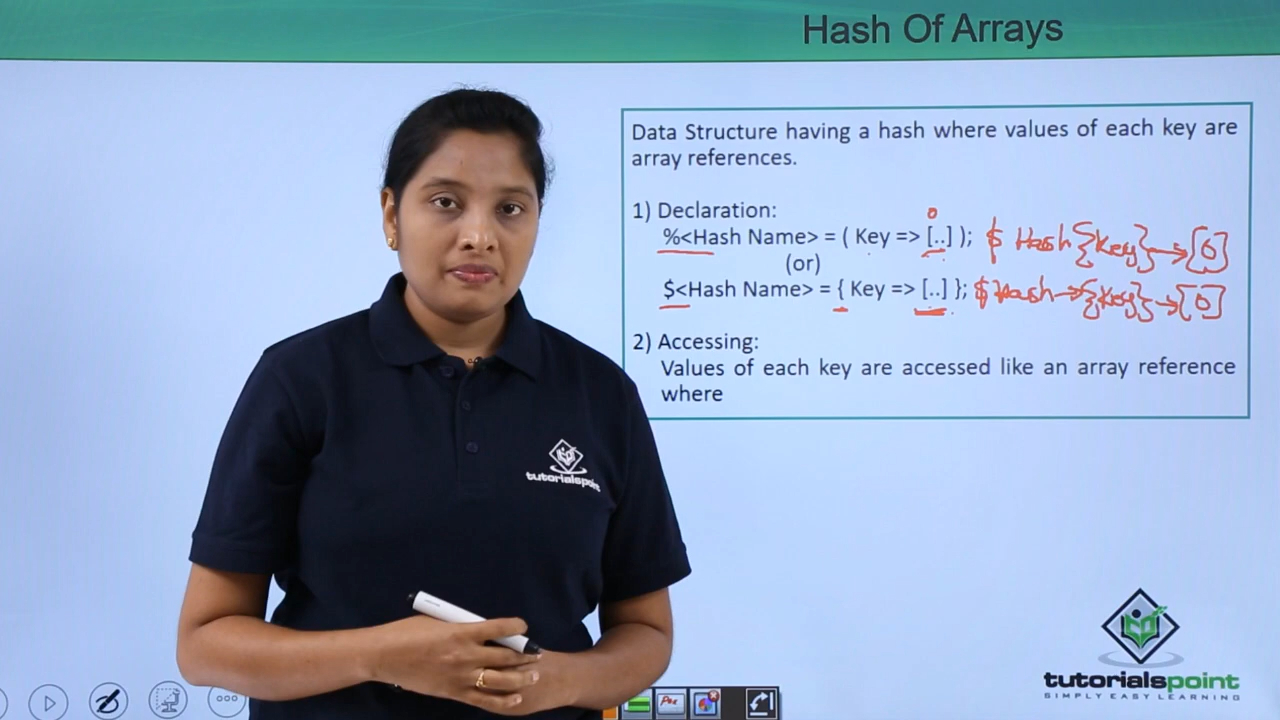 Hash Of Arrays
Data Structure having a hash where values of each key are
array references.
1) Declaration:
0
%<Hash Name> = ( Key => [..] ); $ Hash{Key}→[0]
(or)
$<Hash Name> = { Key => [..] }; $Hash→{Key}→[0]
2) Accessing:
Values of each key are accessed like an array reference
where
tutorialspoint
tutorialspoint
SIMPLY EASY LEARNING